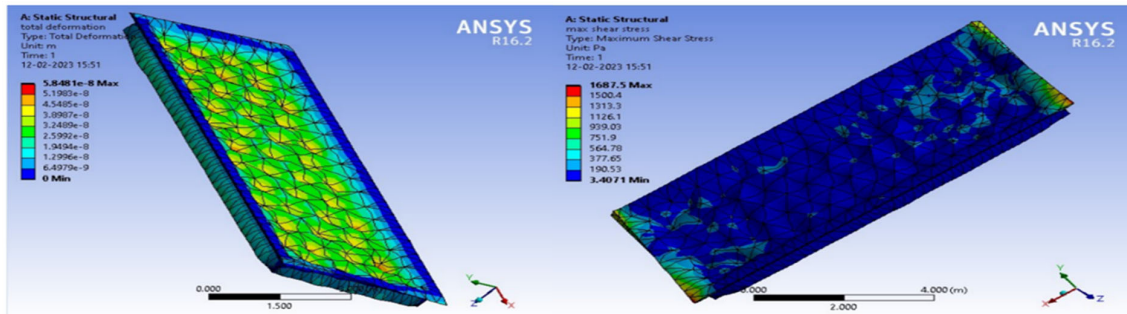 A: Static Structural
total deformation
Type: Total Deformation
Unit: m
Time: 1
12-02-2023 15:51
5.8481e-8 Max
5.1983e-8
4.5485e-8
3.8987e-8
3.2489e-8
2.5992e-8
1.9494e-8
1.2996e-8
6.4979e-9
0 Min
ANSYS
R16.2
0.000
1.500
Y
Z
X
A: Static Structural
max shear stress
Type: Maximum Shear Stress
Unit: Pa
Time: 1
12-02-2023 15:51
1687.5 Max
1500.4
1313.3
1126.1
939.03
751.9
564.78
377.65
190.53
3.4071 Min
ANSYS
R16.2
4.000 (m)
2.000
Y
X
Z